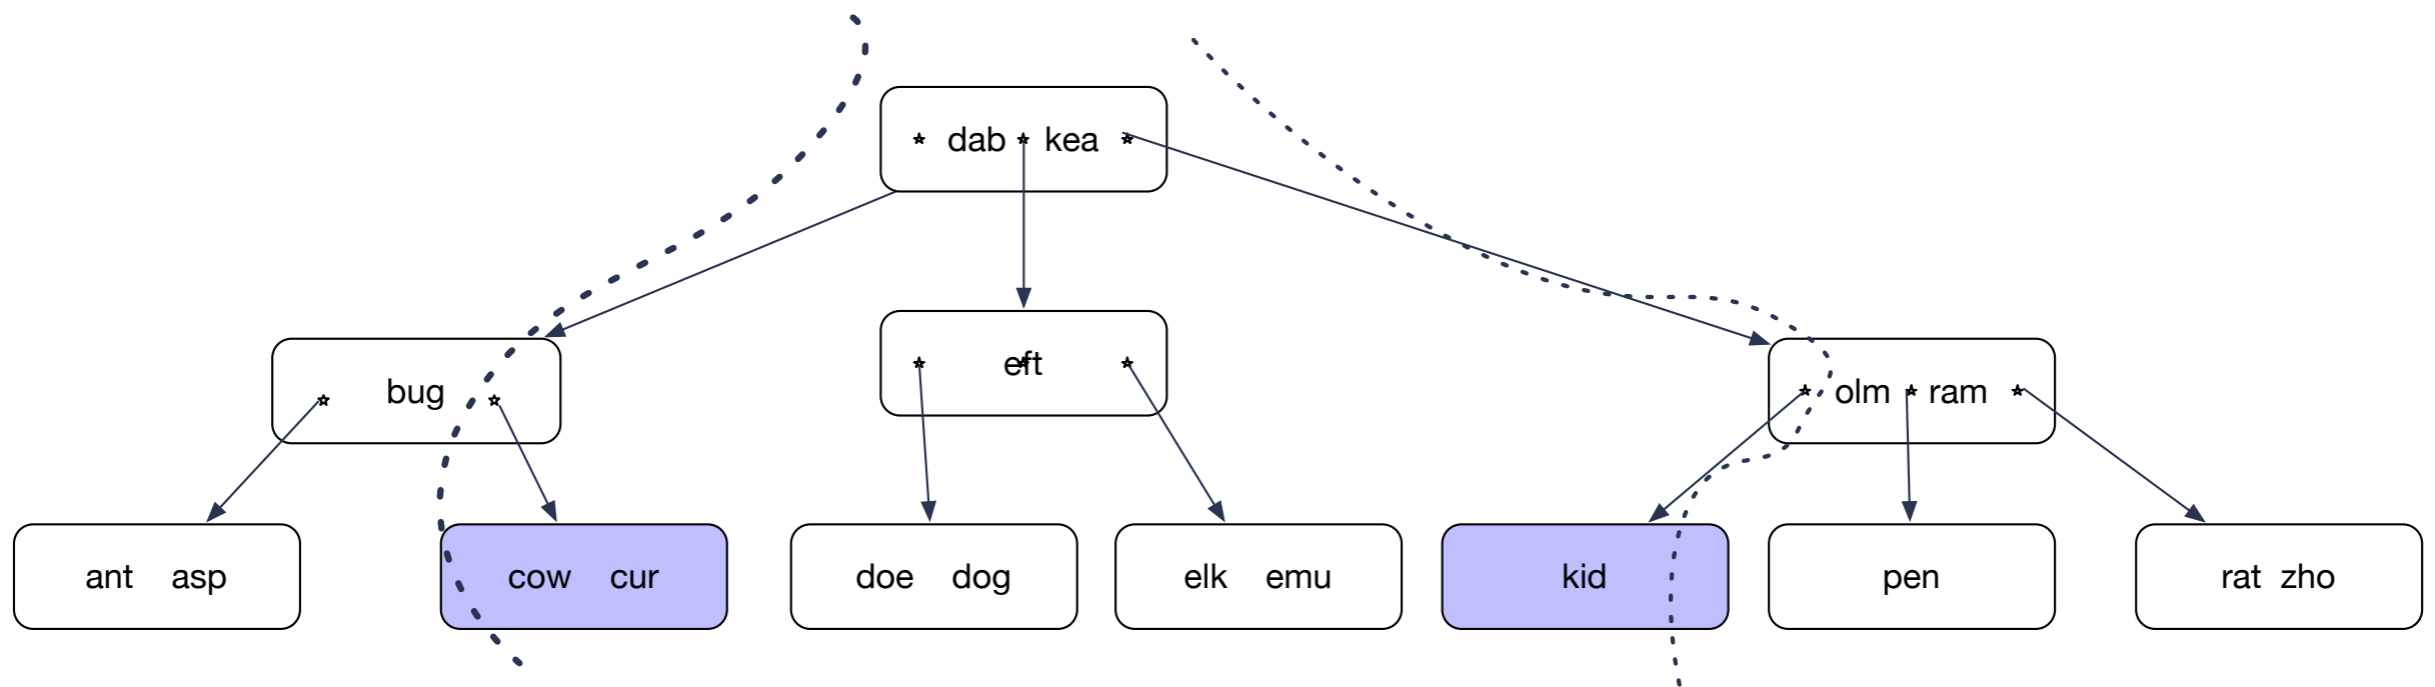 dab kea
bug
eft
olm ram
ant asp
cow cur
doe dog
elk emu
kid
pen
rat zho